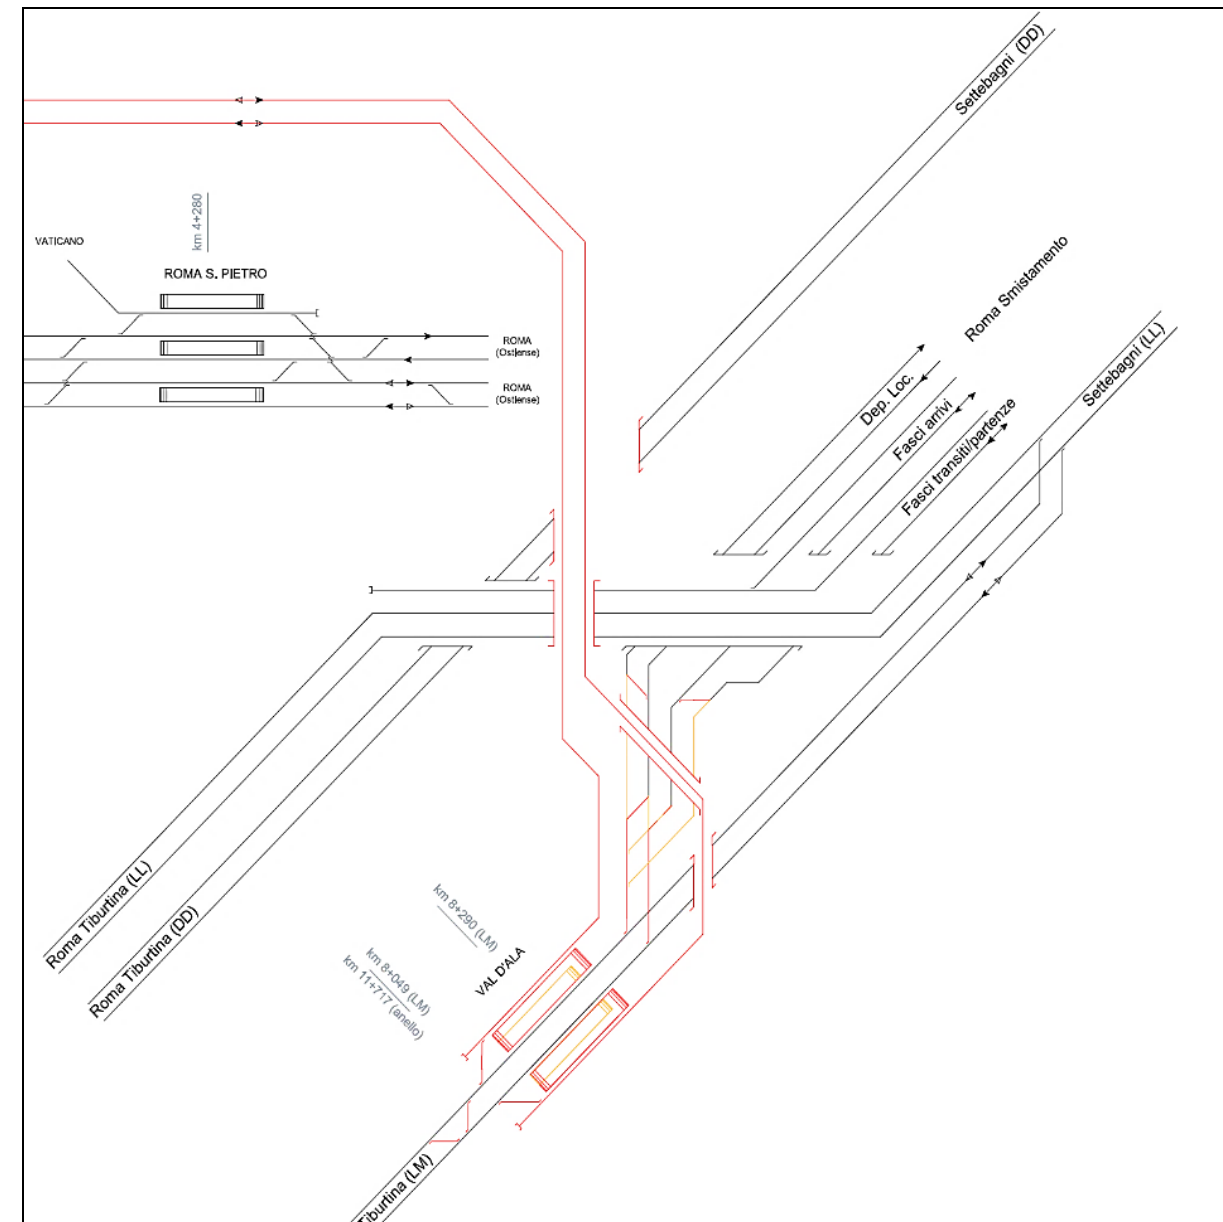 Settebagni (DD)
km 4+280
VATICANO
ROMA S. PIETRO
Roma Smistamento
ROMA
(Ostiense)
Settebagni (LL)
Dep. Loc.
ROMA
(Ostiense)
Fasci arrivi
Fasci transiti/partenze
Roma Tiburtina (LL)
Roma Tiburtina (DD)
km 8+290 (LM)
VAL D'ALA
km 8+049 (LM)
km 11+717 (anello)
Tiburtina (LM)